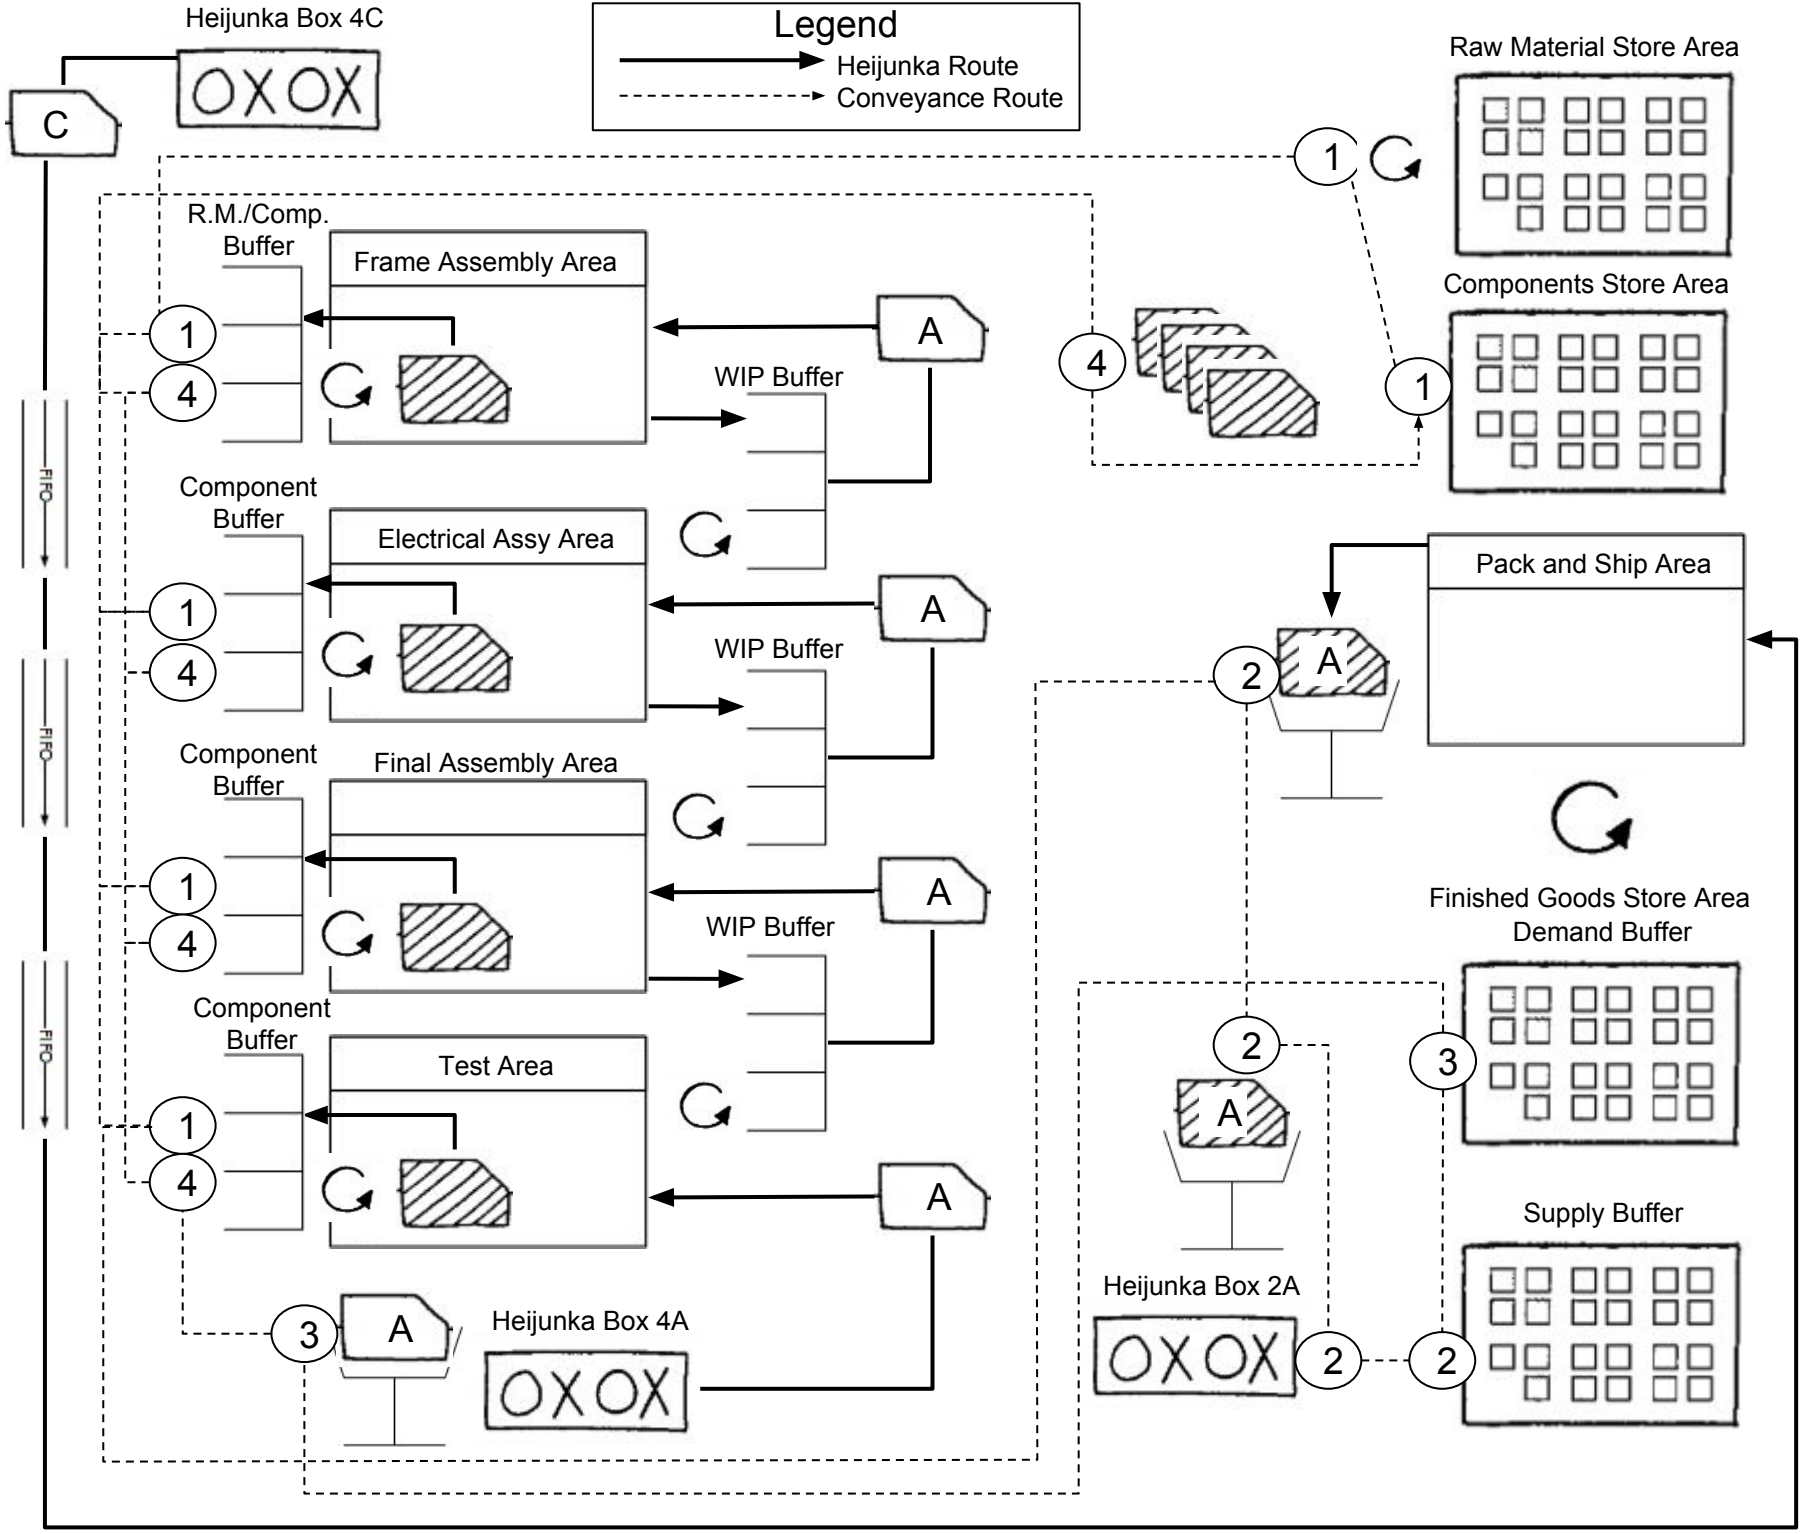 Heijunka Box 4C
OXOX
C
Legend
Heijunka Route
Conveyance Route
Raw Material Store Area
1
Components Store Area
1
4
R.M./Comp.
Buffer
Frame Assembly Area
1
4
A
WIP Buffer
FIFO
Component
Buffer
Electrical Assy Area
1
4
A
WIP Buffer
FIFO
Component
Buffer
Final Assembly Area
1
4
A
WIP Buffer
FIFO
Component
Buffer
Test Area
1
4
A
3
A
Heijunka Box 4A
OXOX
Pack and Ship Area
2
A
Finished Goods Store Area
Demand Buffer
2
3
A
Supply Buffer
Heijunka Box 2A
OXOX
2
2